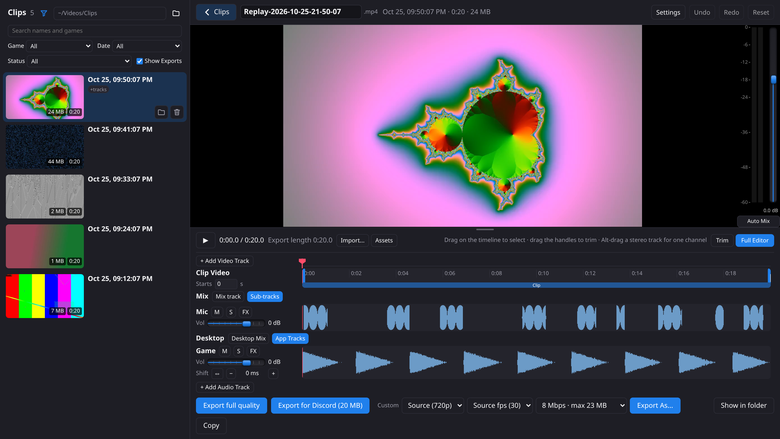 Clips 5 ~/Videos/Clips
Search names and games
Game All Date All
Status All Show Exports
Oct 25, 09:50:07 PM
+tracks
24 MB 0:20
Oct 25, 09:41:07 PM
44 MB 0:20
Oct 25, 09:33:07 PM
2 MB 0:20
Oct 25, 09:24:07 PM
1 MB 0:20
Oct 25, 09:12:07 PM
7 MB 0:20
Clips Replay-2026-10-25-21-50-07 .mp4 Oct 25, 09:50:07 PM · 0:20 · 24 MB Settings Undo Redo Reset
-0
-6
-12
-18
-24
-36
-48
-60
0.0 dB
Auto Mix
0:00.0 / 0:20.0 Export length 0:20.0 Import... Assets Drag on the timeline to select · drag the handles to trim · Alt-drag a stereo track for one channel Trim Full Editor
+ Add Video Track
Clip Video
Starts 0 s
0:00 0:02 0:04 0:06 0:08 0:10 0:12 0:14 0:16 0:18
Clip
Mix Mix track Sub-tracks
Mic M S FX
Vol 0 dB
Desktop Desktop Mix App Tracks
Game M S FX
Vol 0 dB
Shift ↔ − 0 ms +
+ Add Audio Track
Export full quality Export for Discord (20 MB) Custom Source (720p) Source fps (30) 8 Mbps · max 23 MB Export As... Show in folder
Copy